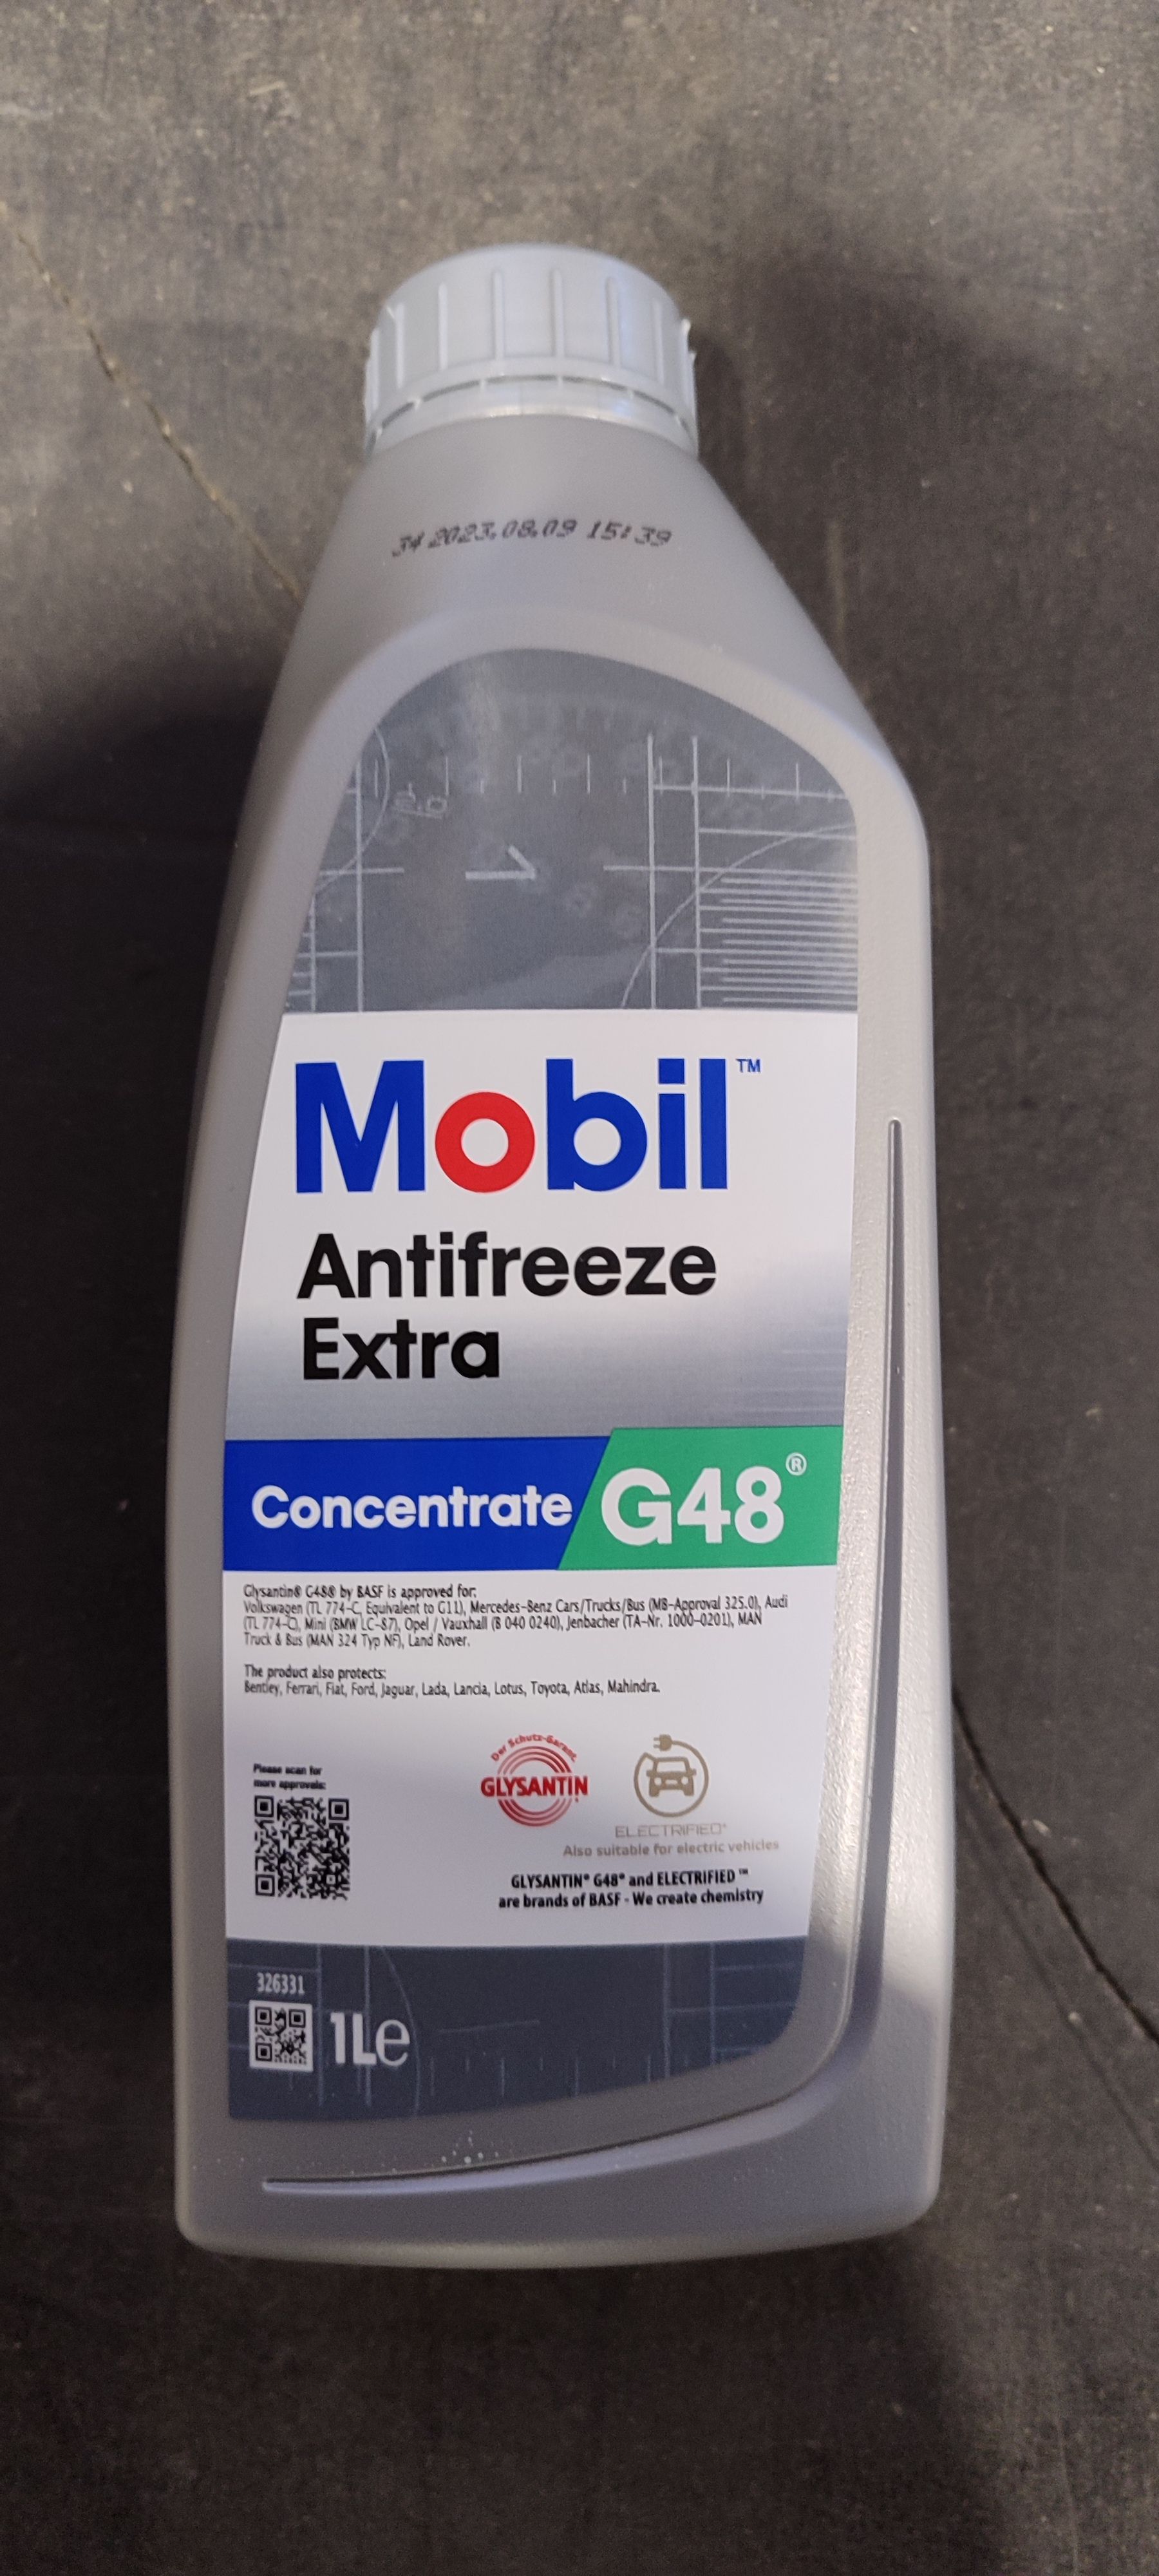 34 2023.08.09 15:39
Mobil™
Antifreeze
Extra
Concentrate G48®
Glysantin® G48® by BASF is approved for:
Volkswagen (TL 774-C, Equivalent to G11), Mercedes-Benz Cars/Trucks/Bus (MB-Approval 325.0), Audi
(TL 774-C), Mini (BMW LC-87), Opel / Vauxhall (B 040 0240), Jenbacher (TA-Nr. 1000-0201), MAN
Truck & Bus (MAN 324 Typ NF), Land Rover.
The product also protects:
Bentley, Ferrari, Fiat, Ford, Jaguar, Lada, Lancia, Lotus, Toyota, Atlas, Mahindra.
Please scan for
more approvals:
Der Schutz-Garant.
GLYSANTIN
ELECTRIFIED®
Also suitable for electric vehicles
GLYSANTIN® G48® and ELECTRIFIED™
are brands of BASF - We create chemistry
326331
1Le